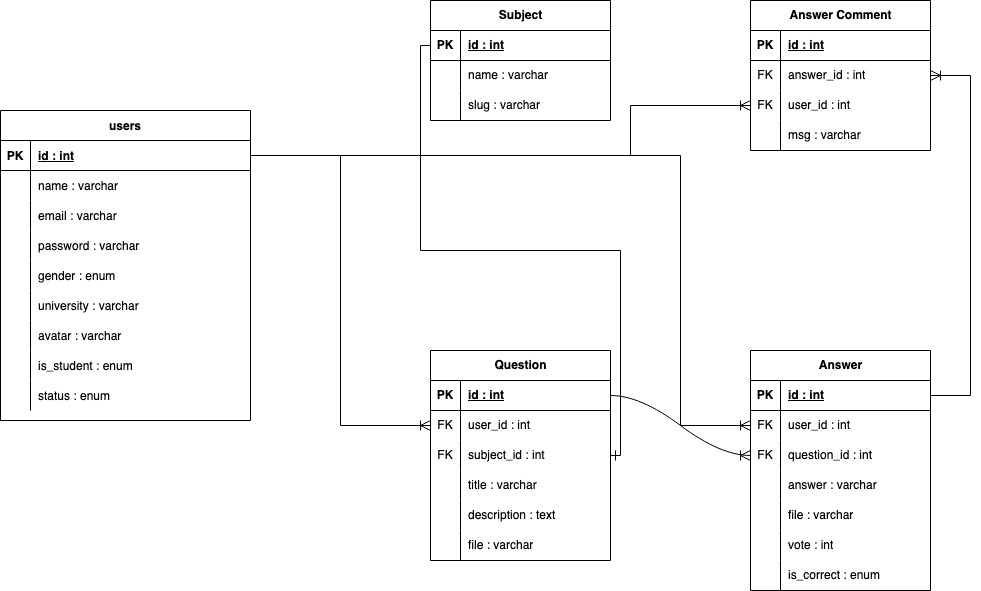 Subject
PK id : int
name : varchar
slug : varchar
Answer Comment
PK id : int
FK answer_id : int
FK user_id : int
msg : varchar
users
PK id : int
name : varchar
email : varchar
password : varchar
gender : enum
university : varchar
avatar : varchar
is_student : enum
status : enum
Question
PK id : int
FK user_id : int
FK subject_id : int
title : varchar
description : text
file : varchar
Answer
PK id : int
FK user_id : int
FK question_id : int
answer : varchar
file : varchar
vote : int
is_correct : enum